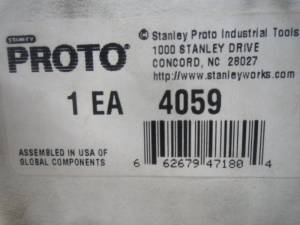 STANLEY
PROTO®
© Stanley Proto Industrial Tools
1000 STANLEY DRIVE
CONCORD, NC 28027
http://www.stanleyworks.com
1 EA 4059
ASSEMBLED IN USA OF
GLOBAL COMPONENTS
6 62679 47180 4